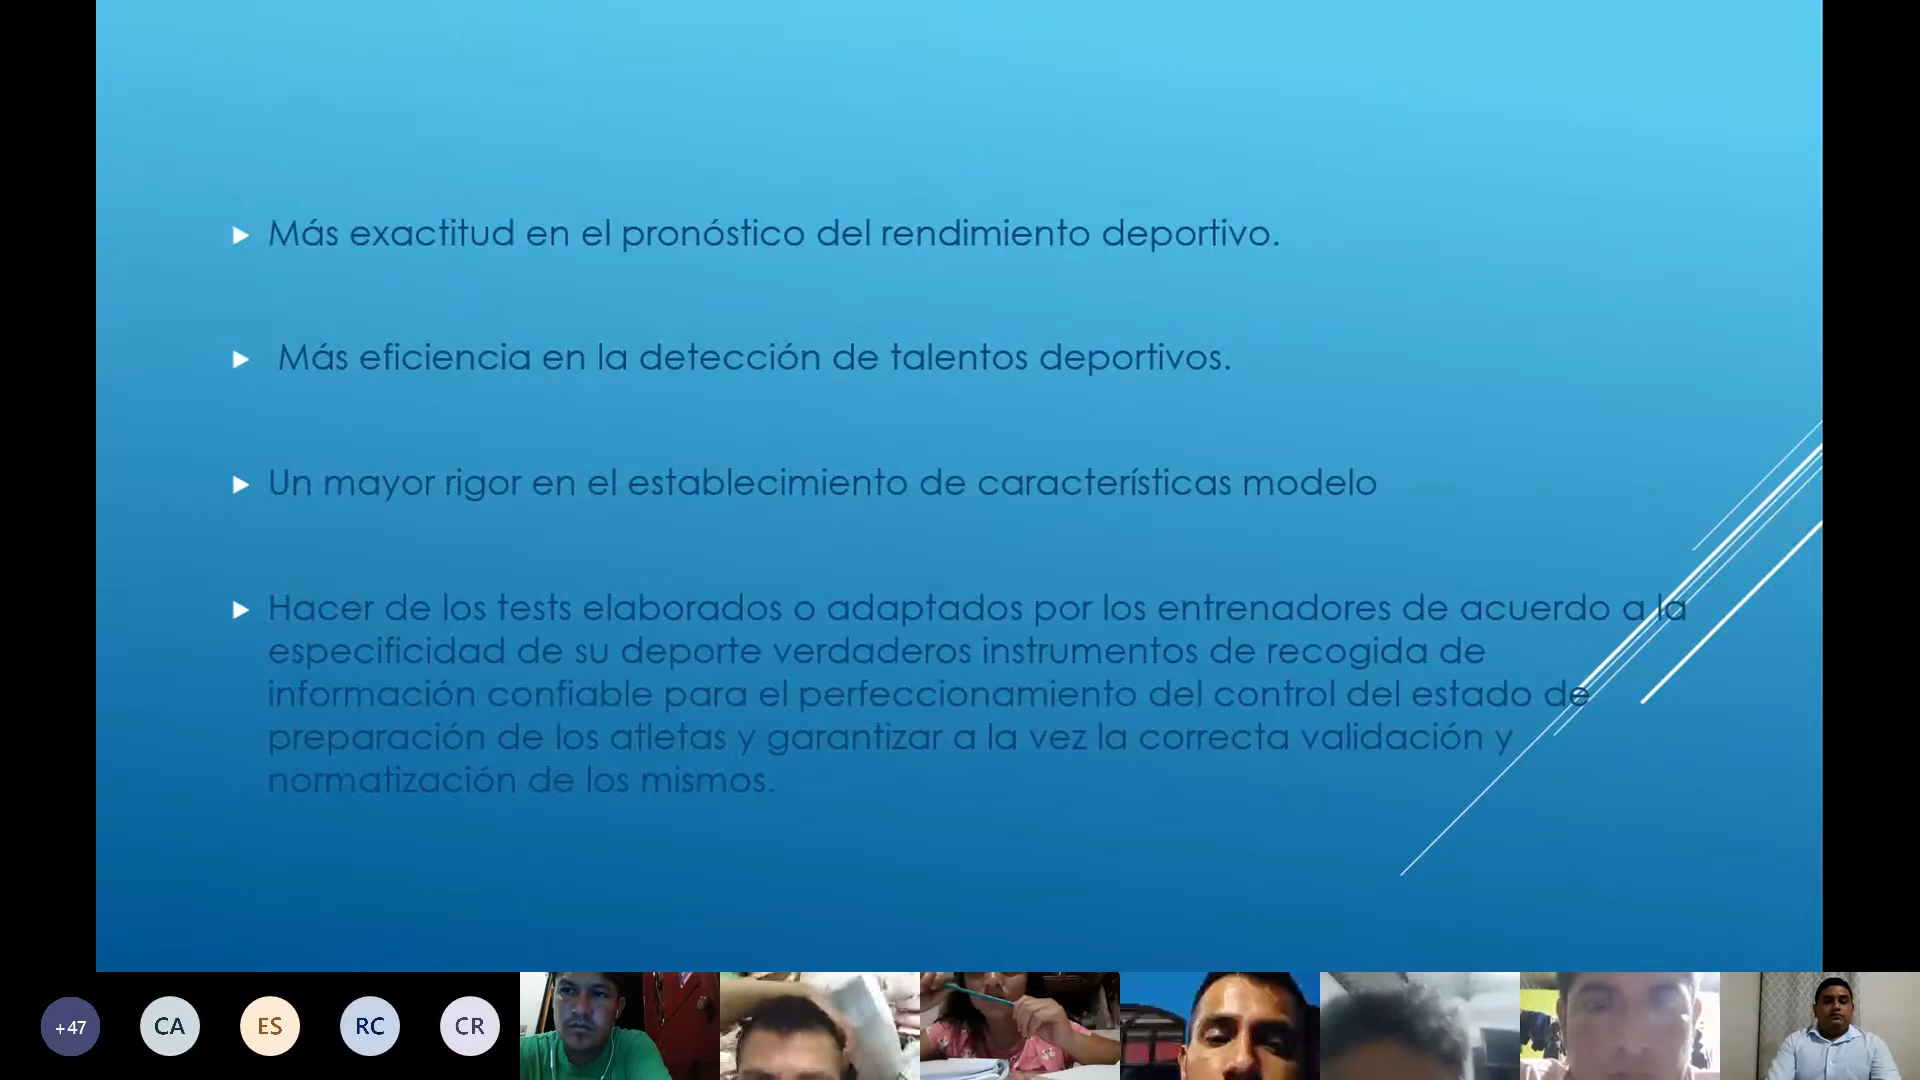 Más exactitud en el pronóstico del rendimiento deportivo.
Más eficiencia en la detección de talentos deportivos.
Un mayor rigor en el establecimiento de características modelo
Hacer de los tests elaborados o adaptados por los entrenadores de acuerdo a la
especificidad de su deporte verdaderos instrumentos de recogida de
información confiable para el perfeccionamiento del control del estado de
preparación de los atletas y garantizar a la vez la correcta validación y
normatización de los mismos.
+47 CA ES RC CR